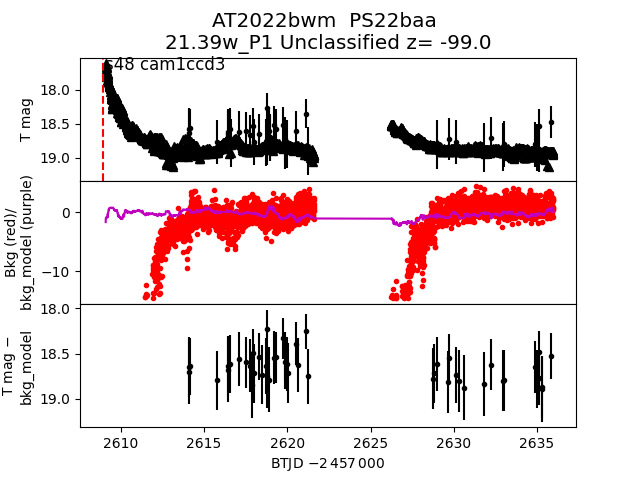 AT2022bwm  PS22baa
21.39w_P1 Unclassified z= -99.0
s48 cam1ccd3
T mag
18.0
18.5
19.0
Bkg (red)/
bkg_model (purple)
0
−10
T mag −
bkg_model
18.0
18.5
19.0
2610 2615 2620 2625 2630 2635
BTJD −2 457 000